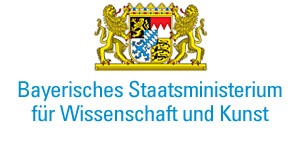 Bayerisches Staatsministerium
für Wissenschaft und Kunst